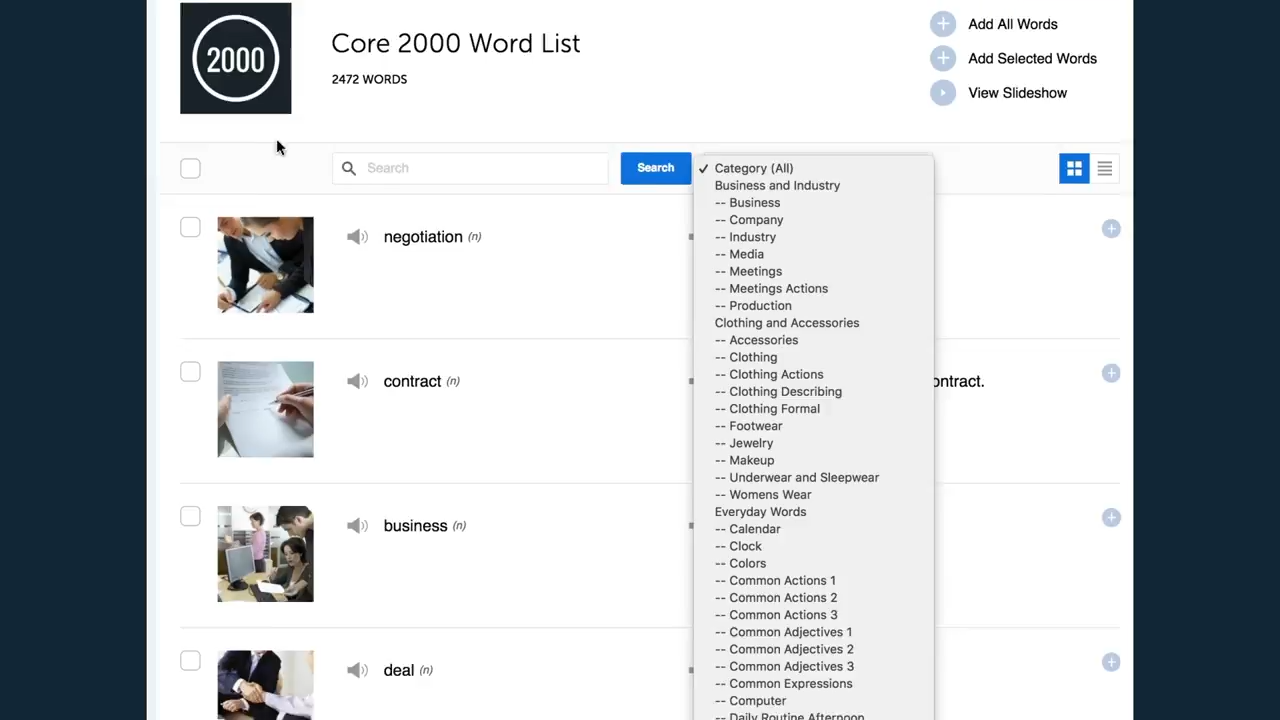 2000
Core 2000 Word List
2472 WORDS
Add All Words
Add Selected Words
View Slideshow
Search
Search
✓ Category (All)
Business and Industry
-- Business
-- Company
-- Industry
-- Media
-- Meetings
-- Meetings Actions
-- Production
Clothing and Accessories
-- Accessories
-- Clothing
-- Clothing Actions
-- Clothing Describing
-- Clothing Formal
-- Footwear
-- Jewelry
-- Makeup
-- Underwear and Sleepwear
-- Womens Wear
Everyday Words
-- Calendar
-- Clock
-- Colors
-- Common Actions 1
-- Common Actions 2
-- Common Actions 3
-- Common Adjectives 1
-- Common Adjectives 2
-- Common Adjectives 3
-- Common Expressions
-- Computer
-- Daily Routine Afternoon
negotiation (n)
contract (n)
ontract.
business (n)
deal (n)